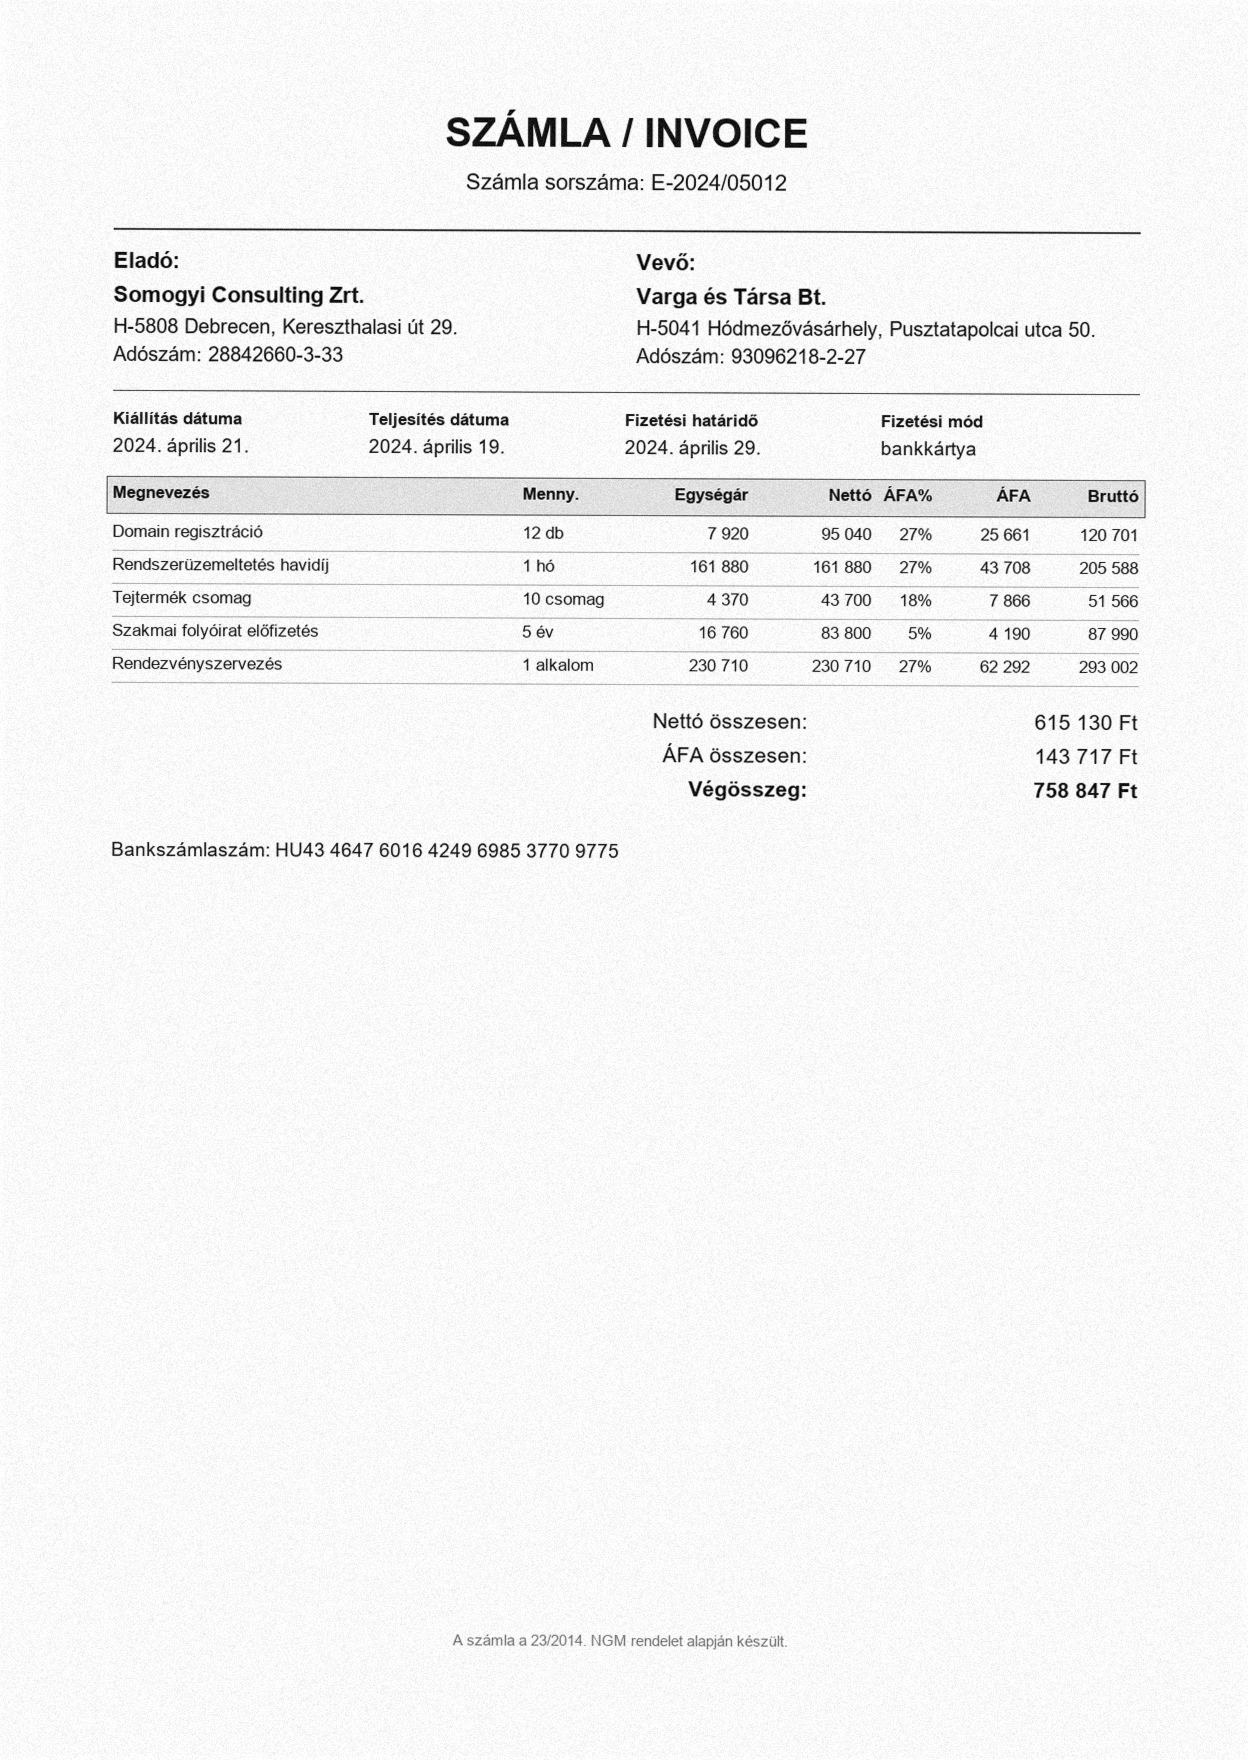 SZÁMLA / INVOICE
Számla sorszáma: E-2024/05012
Eladó:
Somogyi Consulting Zrt.
H-5808 Debrecen, Kereszthalasi út 29.
Adószám: 28842660-3-33
Vevő:
Varga és Társa Bt.
H-5041 Hódmezővásárhely, Pusztatapolcai utca 50.
Adószám: 93096218-2-27
Kiállítás dátuma Teljesítés dátuma Fizetési határidő Fizetési mód
2024. április 21. 2024. április 19. 2024. április 29. bankkártya
Megnevezés Menny. Egységár Nettó ÁFA% ÁFA Bruttó
Domain regisztráció 12 db 7 920 95 040 27% 25 661 120 701
Rendszerüzemeltetés havidíj 1 hó 161 880 161 880 27% 43 708 205 588
Tejtermék csomag 10 csomag 4 370 43 700 18% 7 866 51 566
Szakmai folyóirat előfizetés 5 év 16 760 83 800 5% 4 190 87 990
Rendezvényszervezés 1 alkalom 230 710 230 710 27% 62 292 293 002
Nettó összesen: 615 130 Ft
ÁFA összesen: 143 717 Ft
Végösszeg: 758 847 Ft
Bankszámlaszám: HU43 4647 6016 4249 6985 3770 9775
A számla a 23/2014. NGM rendelet alapján készült.